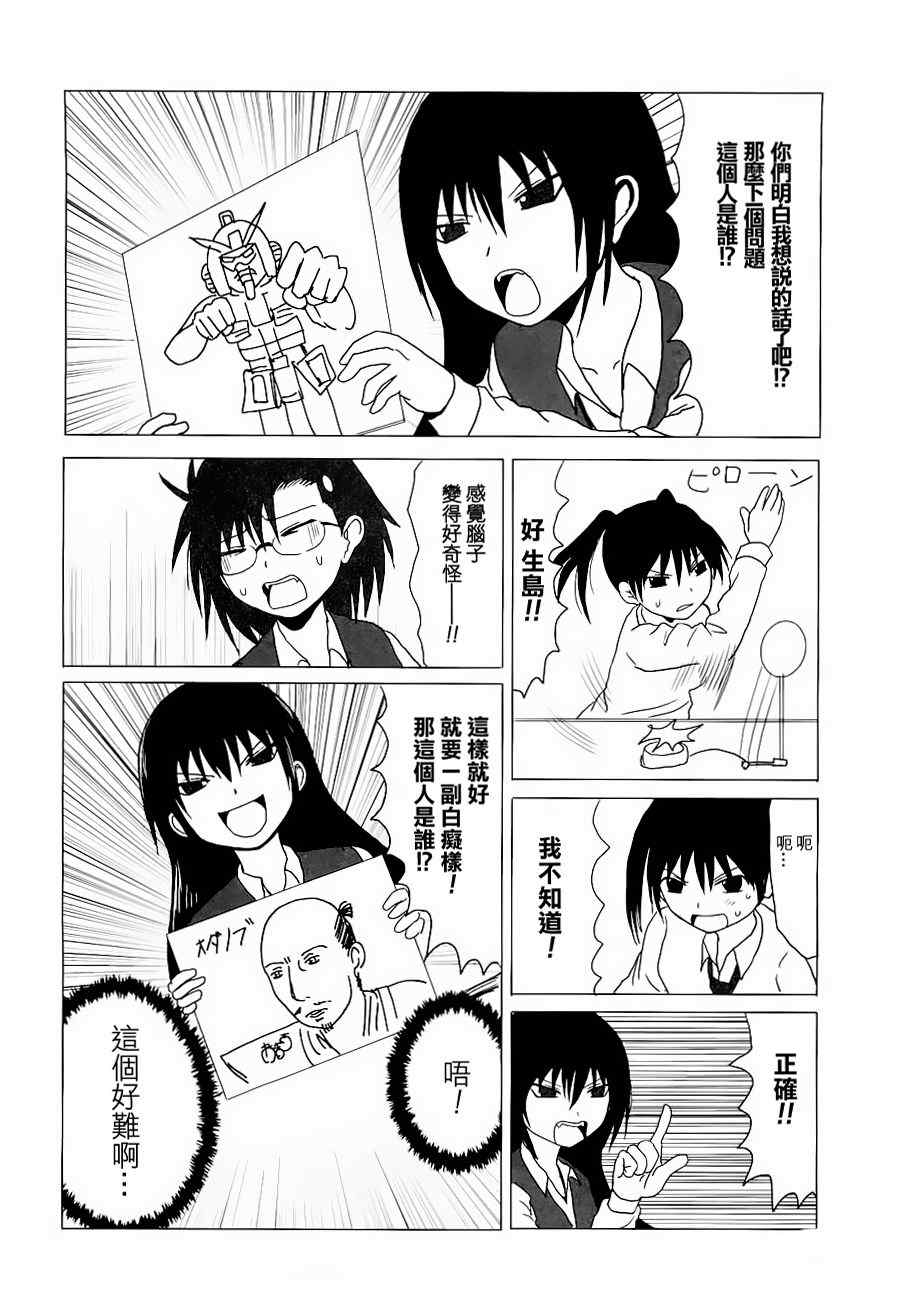 你們明白我想説的話了吧!?
那麼下一個問題
這個人是誰!?
ピローン
好 生島!!
呃
呃…
我不知道!
正確!!
感覺腦子
變得好奇怪
——!!
這樣就好
就要一副白癡樣!
那這個人是誰!?
オダノブ
唔!
這個好難啊…